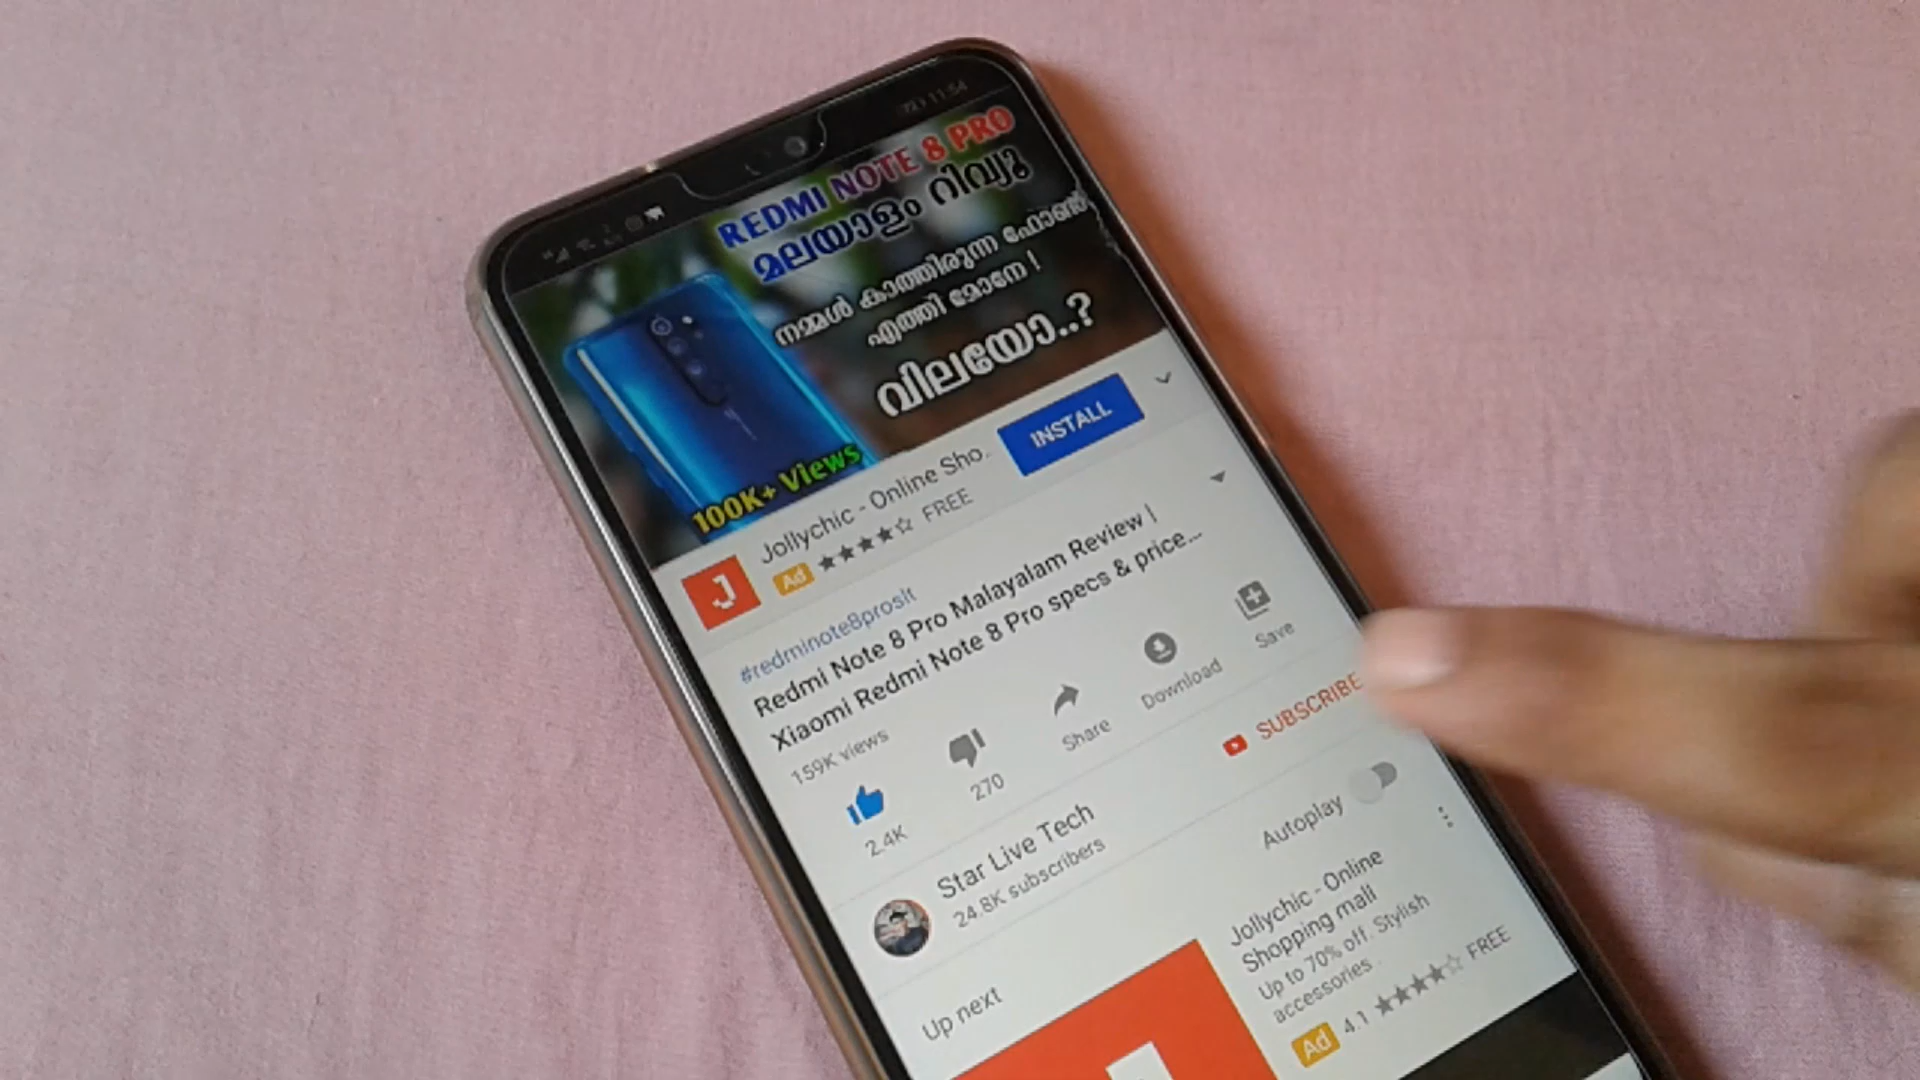 11:54
REDMI NOTE 8 PRO
മലയാളം റിവ്യു
നമ്മൾ കാത്തിരുന്ന ഫോൺ
എത്തി മോനേ !
വിലയോ..?
100K+ Views
Jollychic - Online Sho.
INSTALL
Ad
FREE
J
#redminote8prosit
Redmi Note 8 Pro Malayalam Review |
Xiaomi Redmi Note 8 Pro specs & price...
159K views
2.4K
270
Share
Download
Save
Star Live Tech
24.8K subscribers
SUBSCRIBE
Up next
Autoplay
Jollychic - Online
Shopping mall
Up to 70% off. Stylish
accessories
Ad 4.1 FREE